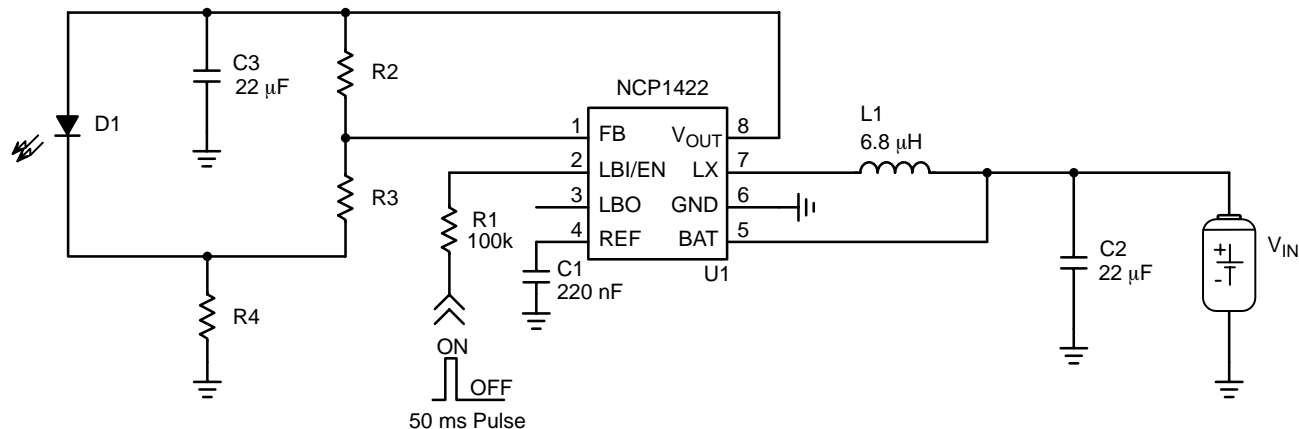 C3
22 μF
R2
D1
R3
R4
NCP1422
1 FB
2 LBI/EN
3 LBO
4 REF
VOUT 8
LX 7
GND 6
BAT 5
U1
R1
100k
C1
220 nF
ON
OFF
50 ms Pulse
L1
6.8 μH
C2
22 μF
+
-
VIN